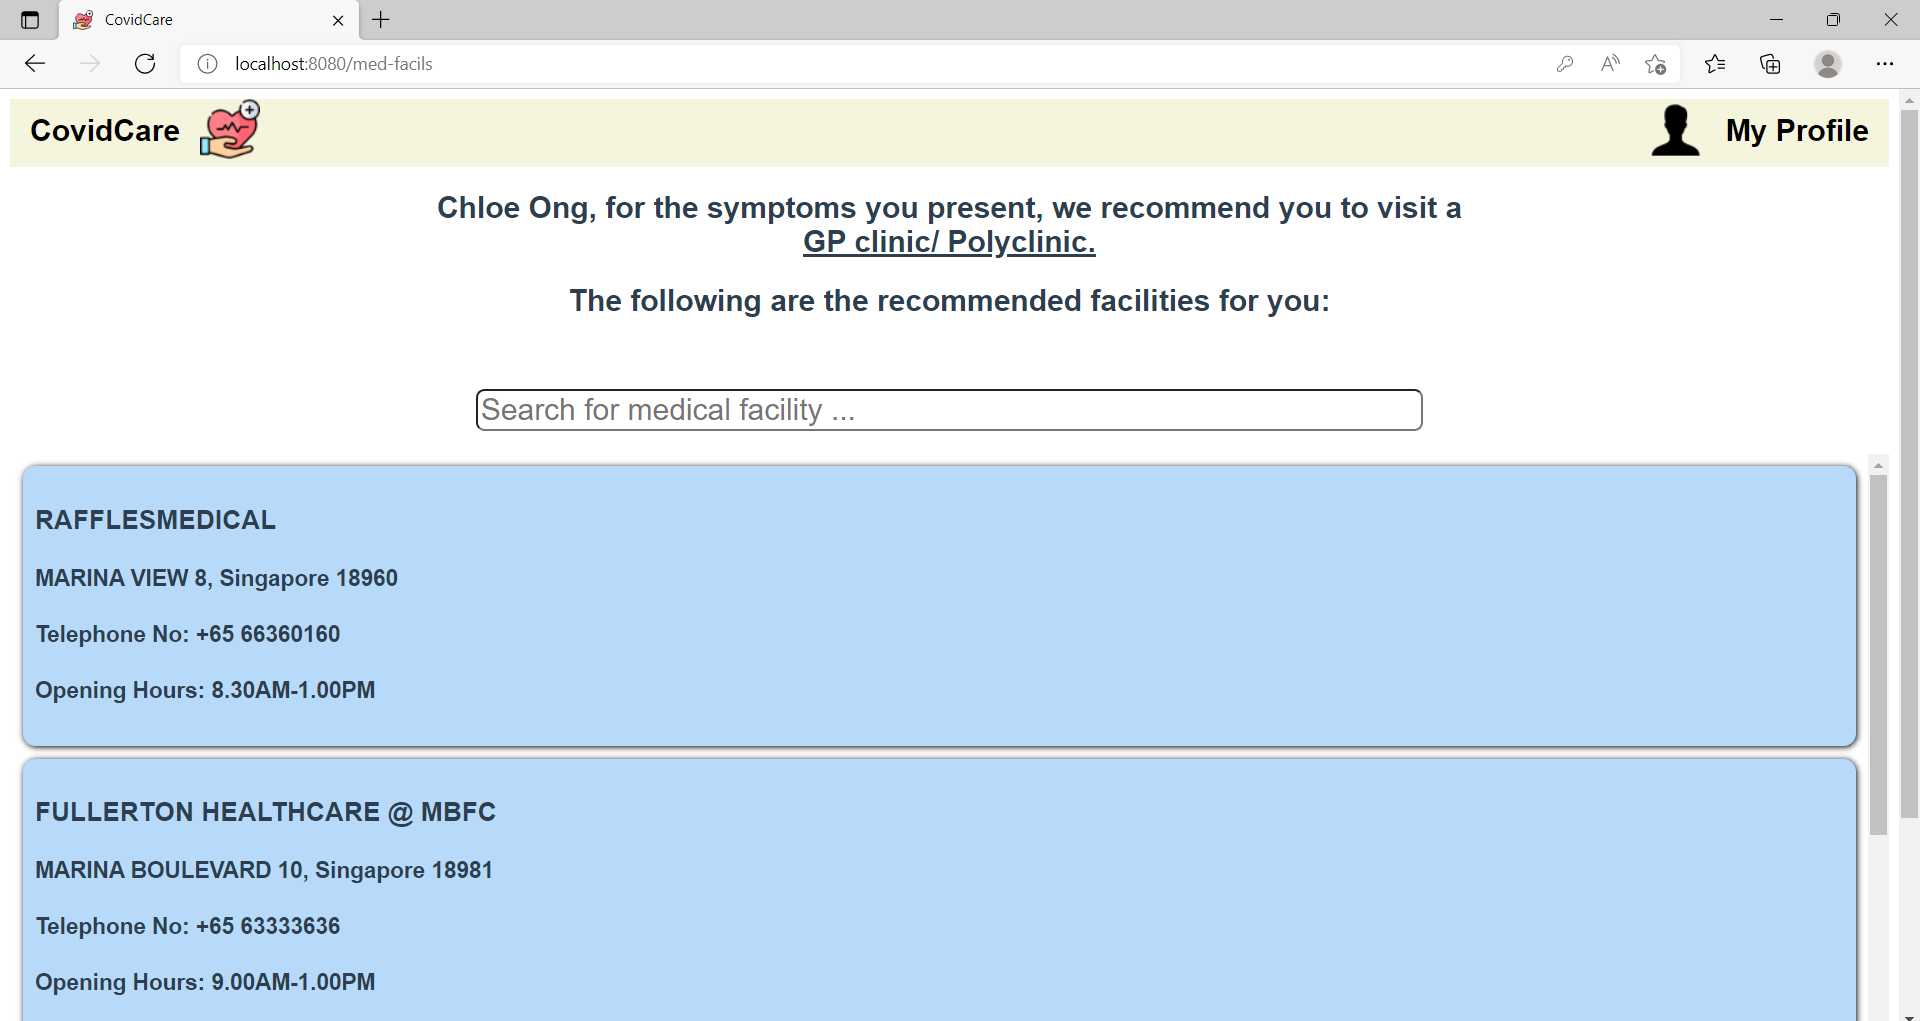 CovidCare
localhost:8080/med-facils
CovidCare
My Profile
Chloe Ong, for the symptoms you present, we recommend you to visit a
GP clinic/ Polyclinic.
The following are the recommended facilities for you:
Search for medical facility ...
RAFFLESMEDICAL
MARINA VIEW 8, Singapore 18960
Telephone No: +65 66360160
Opening Hours: 8.30AM-1.00PM
FULLERTON HEALTHCARE @ MBFC
MARINA BOULEVARD 10, Singapore 18981
Telephone No: +65 63333636
Opening Hours: 9.00AM-1.00PM